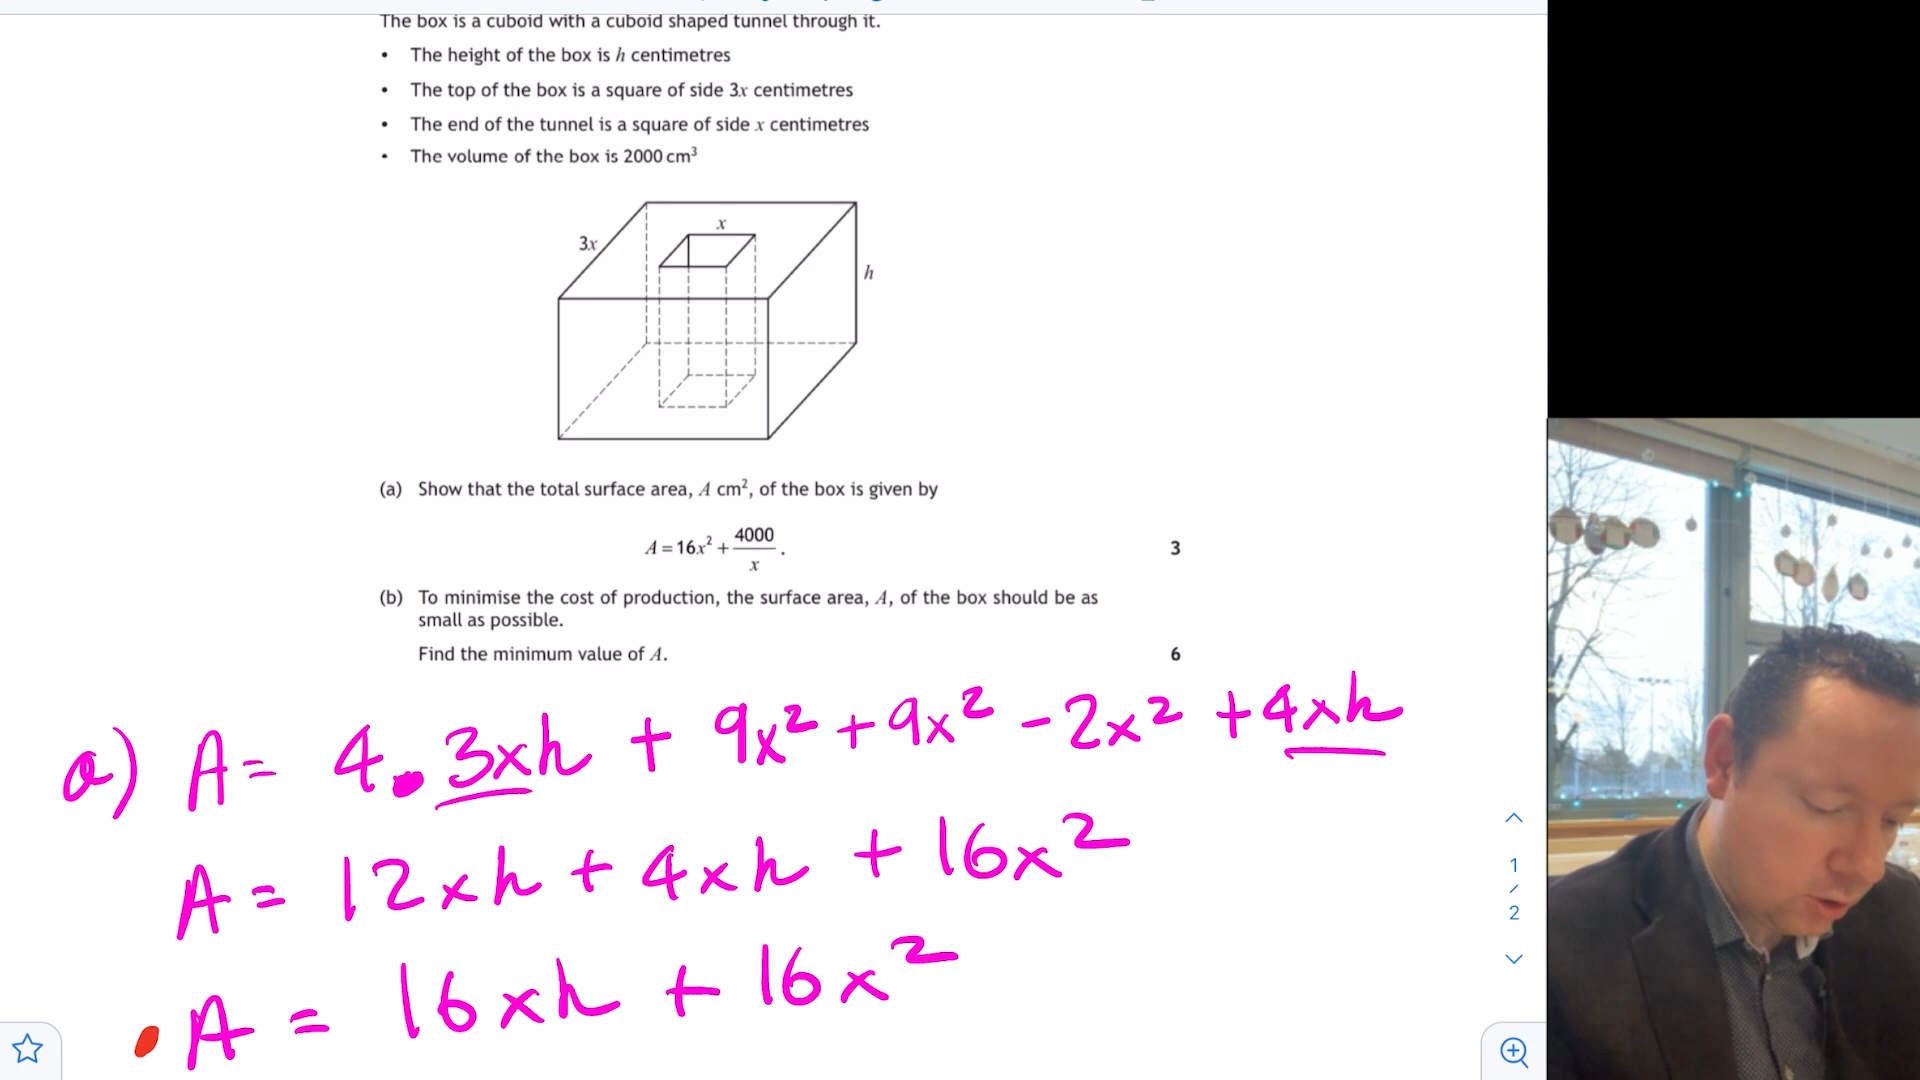 The box is a cuboid with a cuboid shaped tunnel through it.
• The height of the box is h centimetres
• The top of the box is a square of side 3x centimetres
• The end of the tunnel is a square of side x centimetres
• The volume of the box is 2000 cm³
x
3x
h
(a) Show that the total surface area, A cm², of the box is given by
A = 16x² + 4000/x .
3
(b) To minimise the cost of production, the surface area, A, of the box should be as
small as possible.
Find the minimum value of A.
6
a) A = 4.3xh + 9x² + 9x² - 2x² + 4xh
A = 12xh + 4xh + 16x²
A = 16xh + 16x²
1
/
2